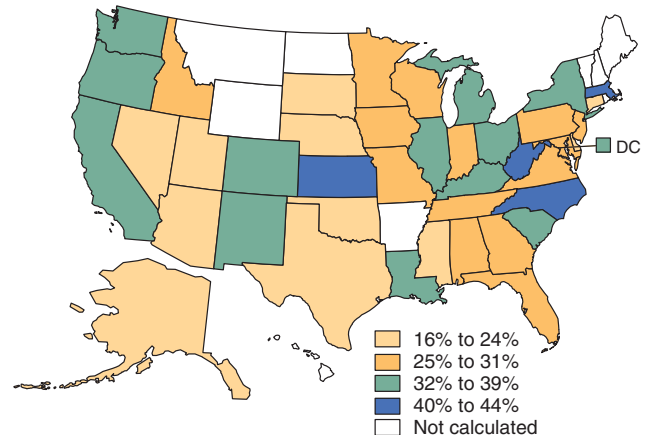 DC
16% to 24%
25% to 31%
32% to 39%
40% to 44%
Not calculated